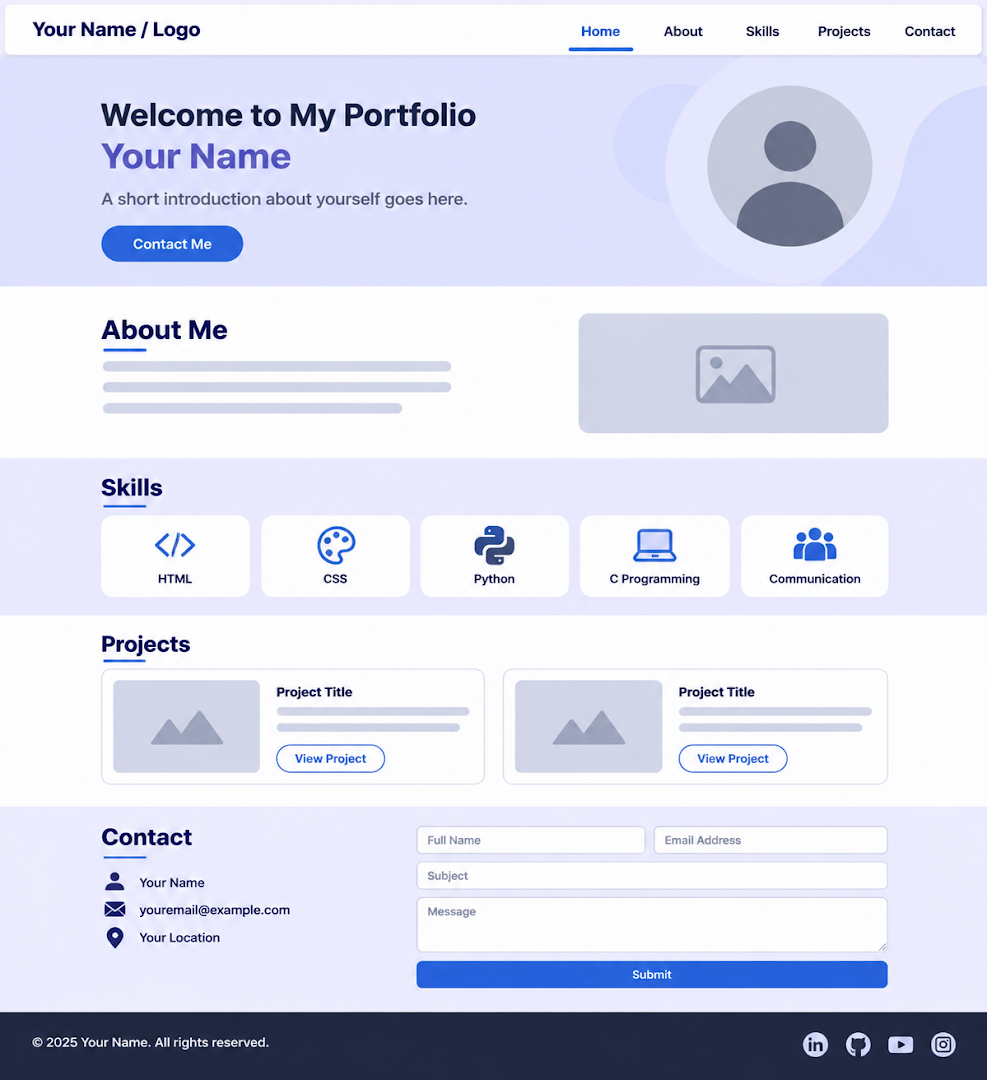 Your Name / Logo
Home
About
Skills
Projects
Contact
Welcome to My Portfolio
Your Name
A short introduction about yourself goes here.
Contact Me
About Me
Skills
HTML
CSS
Python
C Programming
Communication
Projects
Project Title
View Project
Project Title
View Project
Contact
Your Name
youremail@example.com
Your Location
Full Name
Email Address
Subject
Message
Submit
© 2025 Your Name. All rights reserved.
in